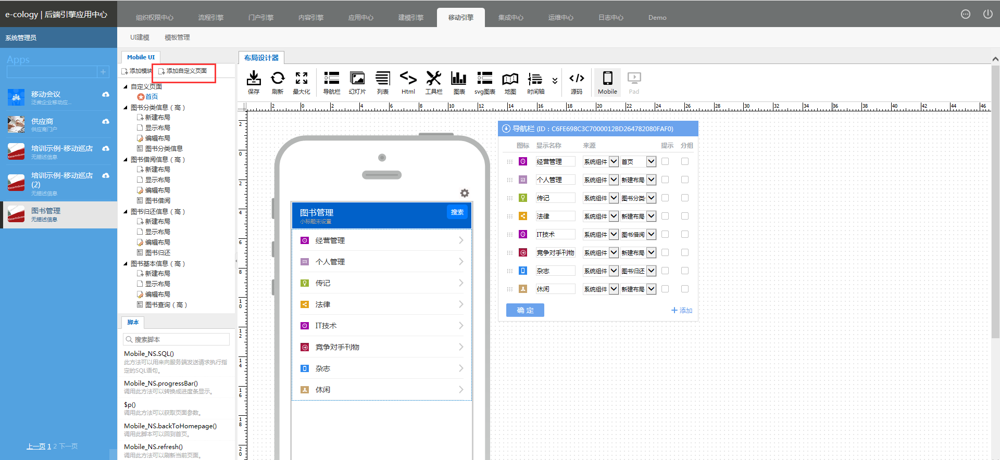 e-cology | 后端引擎应用中心
组织权限中心 流程引擎 门户引擎 内容引擎 应用中心 建模引擎 移动引擎 集成中心 运维中心 日志中心 Demo
系统管理员
UI建模 模板管理
Apps
移动会议
泛微企业移动应...
供应商
供应商门户
培训示例-移动巡店
无描述信息
培训示例-移动巡店
(2)
无描述信息
图书管理
无描述信息
上一页 1 2 下一页
Mobile UI
添加模块 添加自定义页面
自定义页面
首页
图书分类信息（高）
新建布局
显示布局
编辑布局
图书分类信息
图书借阅信息（高）
新建布局
显示布局
编辑布局
图书借阅
图书归还信息（高）
新建布局
显示布局
编辑布局
图书归还
图书基本信息（高）
新建布局
显示布局
编辑布局
图书查询（高）
脚本
搜索脚本
Mobile_NS.SQL()
此方法可以用来向服务端发送请求执行指
定的SQL语句。
Mobile_NS.progressBar()
调用此方法可以转换成进度条显示。
$p()
调用此方法可以获取页面参数。
Mobile_NS.backToHomepage()
调用此脚本可以回到首页。
Mobile_NS.refresh()
调用此方法可以刷新当前页面。
布局设计器
保存 刷新 最大化 导航栏 幻灯片 列表 Html 工具栏 图表 svg图表 地图 时间轴 源码 Mobile Pad
2 0 2 4 6 8 10 12 14 16 18 20 22 24 26 28 30 32 34 36 38 40 42 44 46
2
0
2
4
6
8
10
12
14
16
18
20
图书管理
小标题未设置
搜索
经营管理
个人管理
传记
法律
IT技术
竞争对手刊物
杂志
休闲
导航栏 (ID：C6FE698C3C7000012BD264782080FAF0)
图标 显示名称 来源 提示 分组
经营管理 系统组件 首页
个人管理 系统组件 新建布局
传记 系统组件 图书分类
法律 系统组件 新建布局
IT技术 系统组件 图书借阅
竞争对手刊物 系统组件 新建布局
杂志 系统组件 图书归还
休闲 系统组件 新建布局
确 定
添加